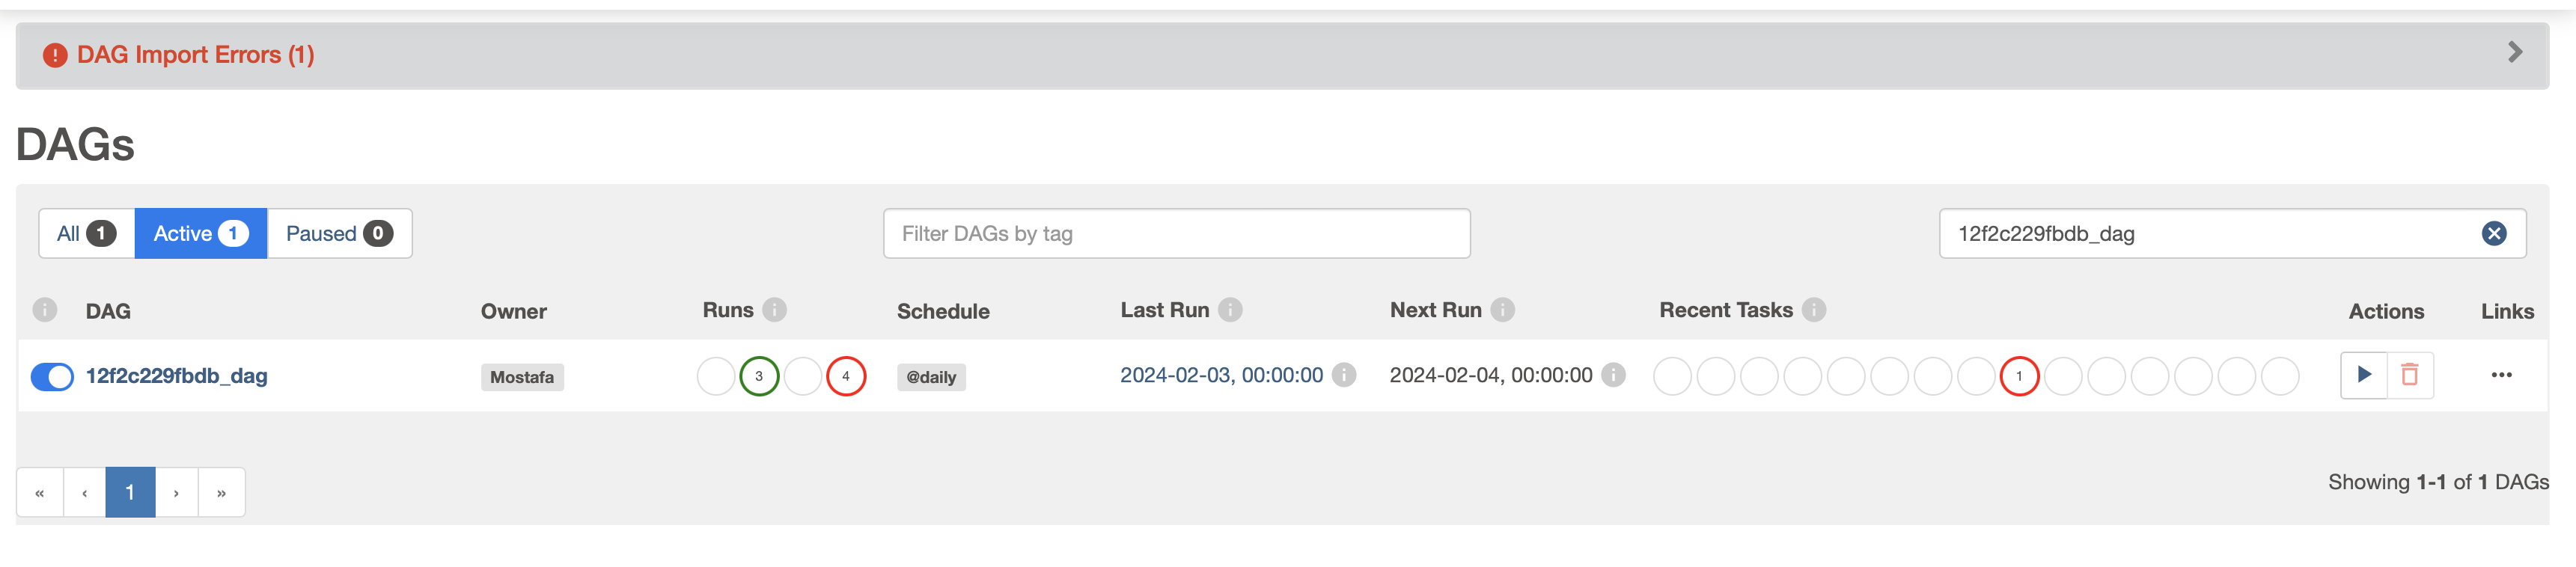 DAG Import Errors (1)
DAGs
All 1 Active 1 Paused 0 Filter DAGs by tag 12f2c229fbdb_dag
DAG Owner Runs Schedule Last Run Next Run Recent Tasks Actions Links
12f2c229fbdb_dag Mostafa 3 4 @daily 2024-02-03, 00:00:00 2024-02-04, 00:00:00 1
« ‹ 1 › » Showing 1-1 of 1 DAGs